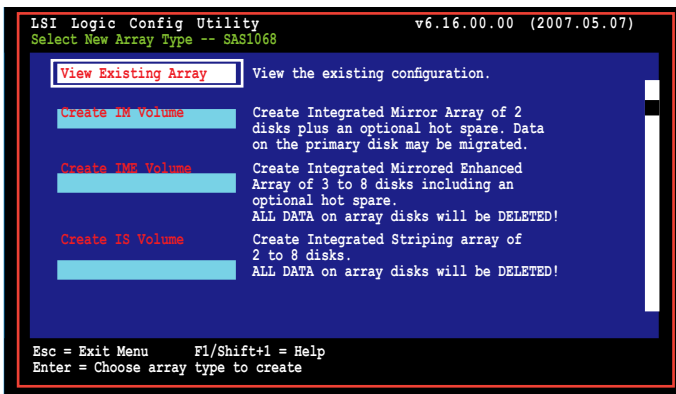 LSI Logic Config Utility v6.16.00.00 (2007.05.07)
Select New Array Type -- SAS1068
View Existing Array View the existing configuration.
Create IM Volume Create Integrated Mirror Array of 2
disks plus an optional hot spare. Data
on the primary disk may be migrated.
Create IME Volume Create Integrated Mirrored Enhanced
Array of 3 to 8 disks including an
optional hot spare.
ALL DATA on array disks will be DELETED!
Create IS Volume Create Integrated Striping array of
2 to 8 disks.
ALL DATA on array disks will be DELETED!
Esc = Exit Menu F1/Shift+1 = Help
Enter = Choose array type to create